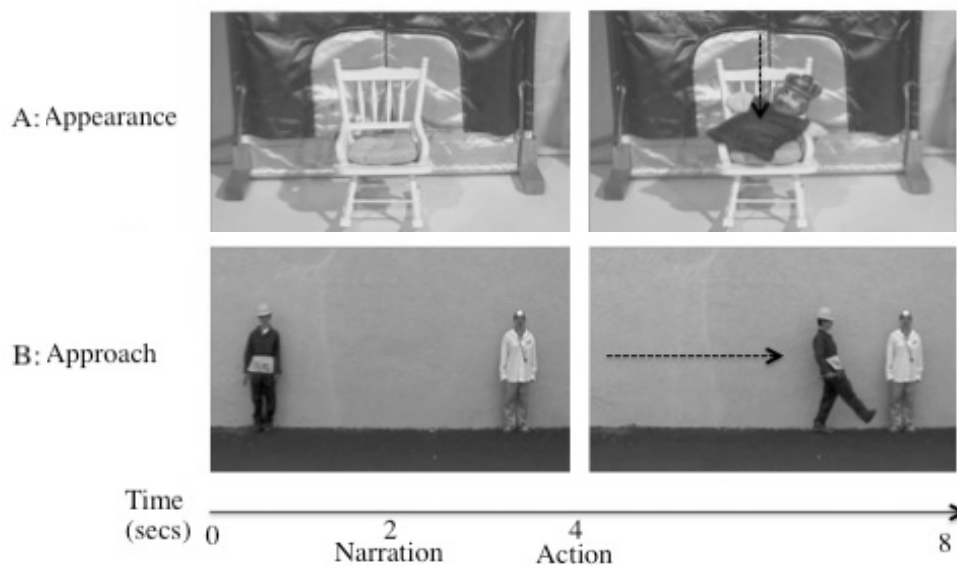 A: Appearance
B: Approach
Time
(secs)
0
2
4
8
Narration
Action